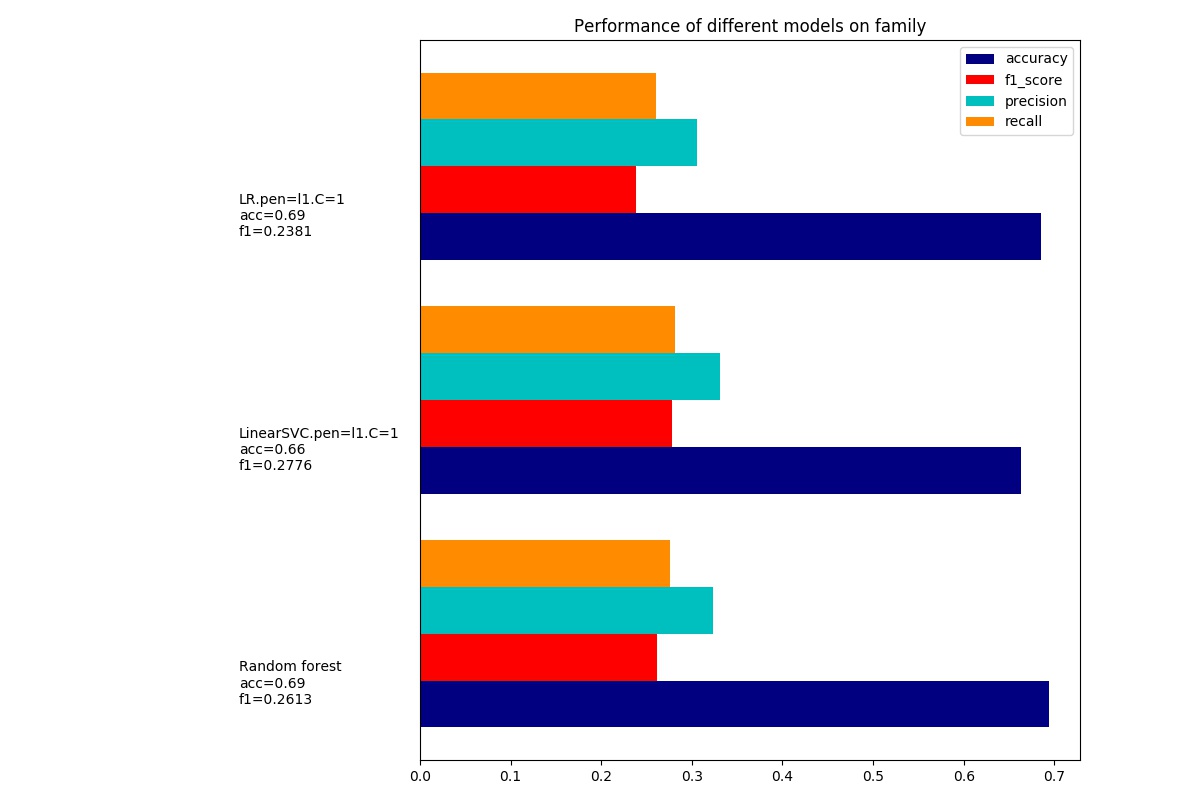 Performance of different models on family
accuracy
f1_score
precision
recall
LR.pen=l1.C=1
acc=0.69
f1=0.2381
LinearSVC.pen=l1.C=1
acc=0.66
f1=0.2776
Random forest
acc=0.69
f1=0.2613
0.0 0.1 0.2 0.3 0.4 0.5 0.6 0.7